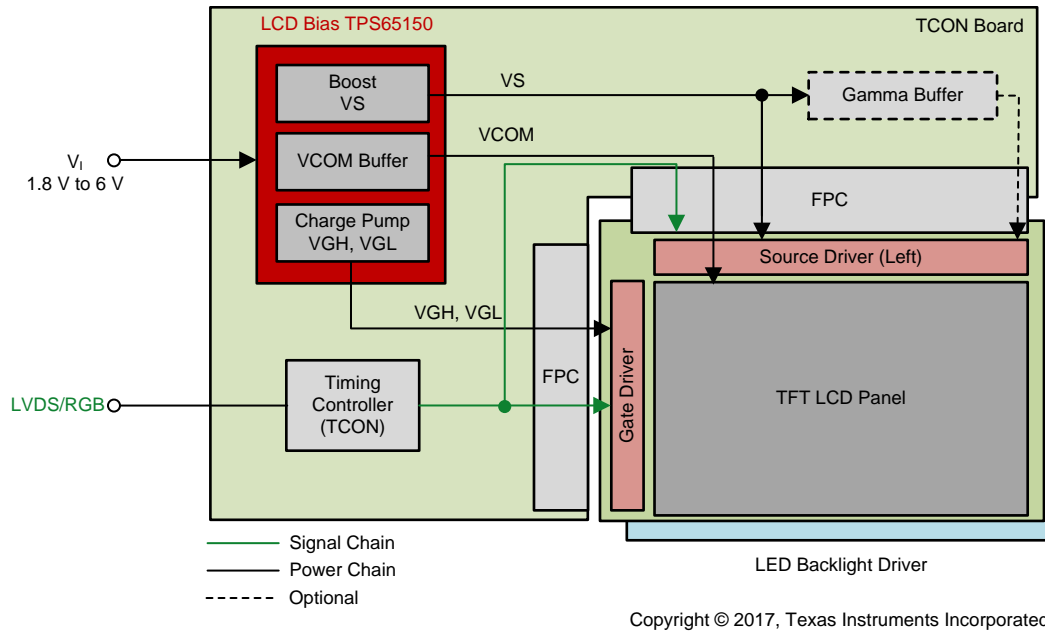 LCD Bias TPS65150
TCON Board
Boost
VS
VS
Gamma Buffer
VCOM
VCOM Buffer
VI
1.8 V to 6 V
Charge Pump
VGH, VGL
FPC
Source Driver (Left)
VGH, VGL
FPC
Gate Driver
TFT LCD Panel
LVDS/RGB
Timing
Controller
(TCON)
Signal Chain
Power Chain
Optional
LED Backlight Driver
Copyright © 2017, Texas Instruments Incorporated